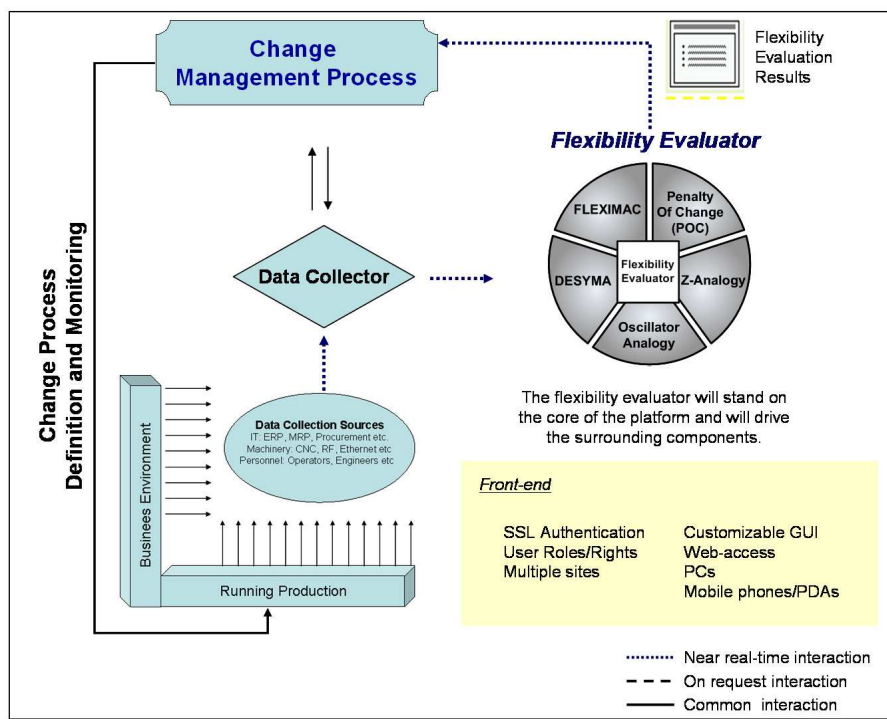 Change
Management Process
Flexibility
Evaluation
Results
Flexibility Evaluator
FLEXIMAC
Penalty
Of Change
(POC)
DESYMA
Flexibility
Evaluator
Z-Analogy
Oscillator
Analogy
Data Collector
Change Process
Definition and Monitoring
The flexibility evaluator will stand on
the core of the platform and will drive
the surrounding components.
Data Collection Sources
IT: ERP, MRP, Procurement etc.
Machinery: CNC, RF, Ethernet etc
Personnel: Operators, Engineers etc
Businees Environment
Running Production
Front-end
SSL Authentication
User Roles/Rights
Multiple sites
Customizable GUI
Web-access
PCs
Mobile phones/PDAs
Near real-time interaction
On request interaction
Common interaction